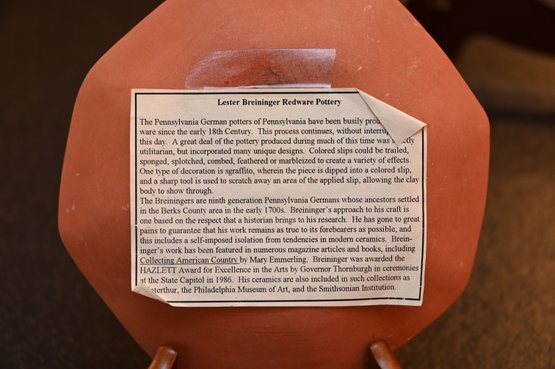 Lester Breininger Redware Pottery
The Pennsylvania German potters of Pennsylvania have been busily
ware since the early 18th Century. This process continues, without
this day. A great deal of the pottery produced during much of this time was
utilitarian, but incorporated many unique designs. Colored slips could be trailed,
sponged, splotched, combed, feathered or marbleized to create a variety of effects.
One type of decoration is sgraffito, wherein the piece is dipped into a colored slip,
and a sharp tool is used to scratch away an area of the applied slip, allowing the clay
body to show through.
The Breiningers are ninth generation Pennsylvania Germans whose ancestors settled
in the Berks County area in the early 1700s. Breininger's approach to his craft is
one based on the respect that a historian brings to his research. He has gone to great
pains to guarantee that his work remains as true to its forebearers as possible, and
this includes a self-imposed isolation from tendencies in modern ceramics. Brein-
inger's work has been featured in numerous magazine articles and books, including
Collecting American Country by Mary Emmerling. Breininger was awarded the
HAZLETT Award for Excellence in the Arts by Governor Thornburgh in ceremonies
at the State Capitol in 1986. His ceramics are also included in such collections as
the Philadelphia Museum of Art, and the Smithsonian Institution.